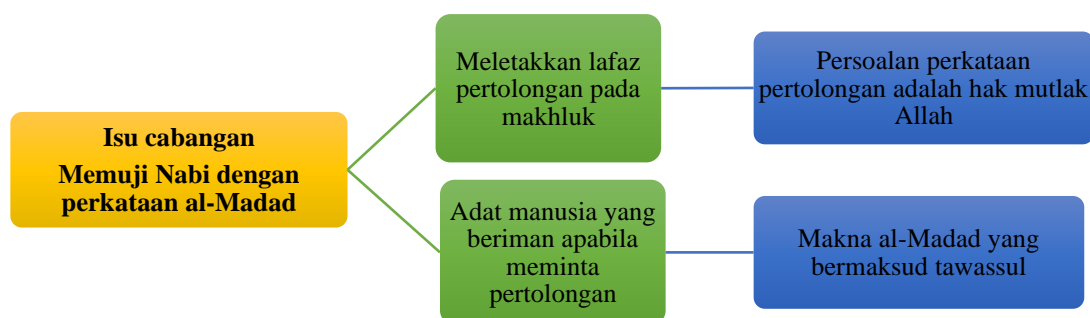 Isu cabangan
Memuji Nabi dengan
perkataan al-Madad
Meletakkan lafaz
pertolongan pada
makhluk
Persoalan perkataan
pertolongan adalah hak mutlak
Allah
Adat manusia yang
beriman apabila
meminta
pertolongan
Makna al-Madad yang
bermaksud tawassul